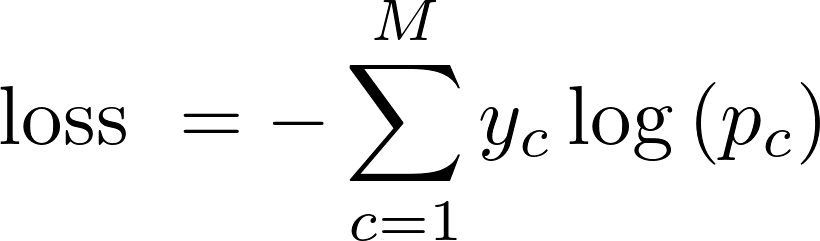 loss = − ∑_{c=1}^{M} y_c log (p_c)